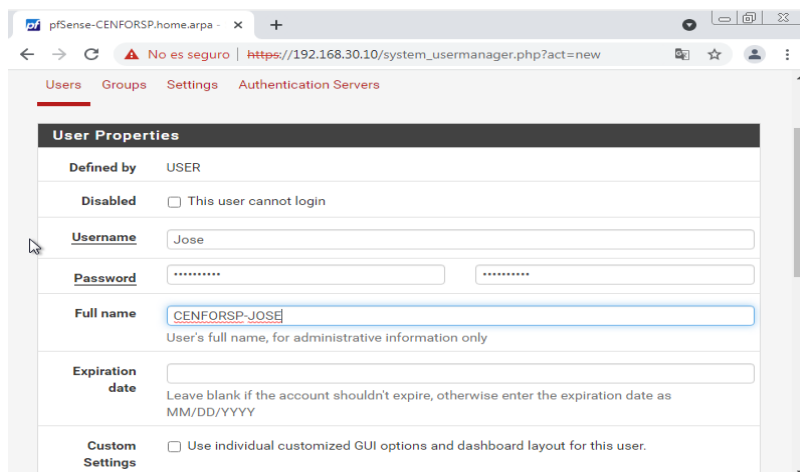 pfSense-CENFORSP.home.arpa -
No es seguro | https://192.168.30.10/system_usermanager.php?act=new
Users Groups Settings Authentication Servers
User Properties
Defined by USER
Disabled This user cannot login
Username Jose
Password •••••••••• ••••••••••
Full name CENFORSP-JOSE
User's full name, for administrative information only
Expiration
date
Leave blank if the account shouldn't expire, otherwise enter the expiration date as
MM/DD/YYYY
Custom Use individual customized GUI options and dashboard layout for this user.
Settings